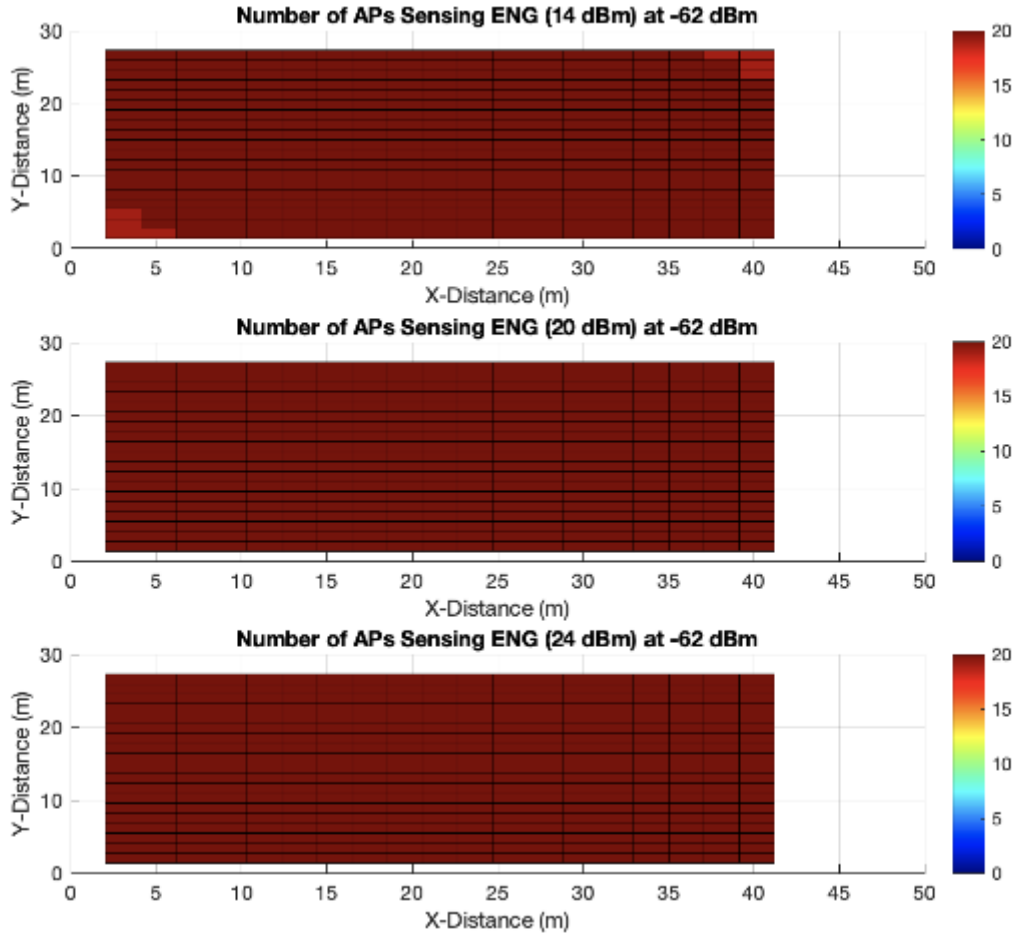 Number of APs Sensing ENG (14 dBm) at -62 dBm
30
20
10
0
Y-Distance (m)
0 5 10 15 20 25 30 35 40 45 50
X-Distance (m)
20
15
10
5
0
Number of APs Sensing ENG (20 dBm) at -62 dBm
30
20
10
0
Y-Distance (m)
0 5 10 15 20 25 30 35 40 45 50
X-Distance (m)
20
15
10
5
0
Number of APs Sensing ENG (24 dBm) at -62 dBm
30
20
10
0
Y-Distance (m)
0 5 10 15 20 25 30 35 40 45 50
X-Distance (m)
20
15
10
5
0